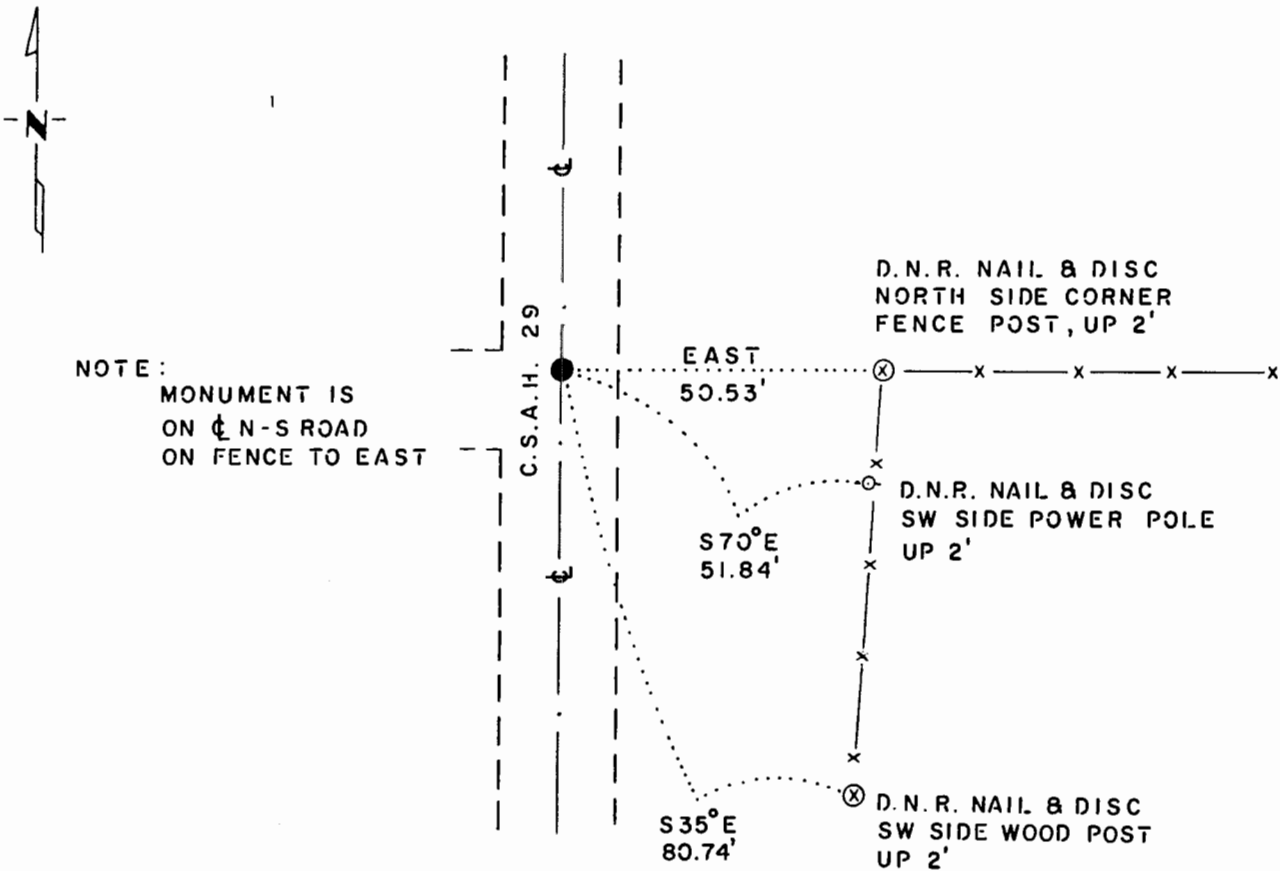 N
D.N.R. NAIL & DISC
NORTH SIDE CORNER
FENCE POST, UP 2'
C.S.A.H. 29
EAST
50.53'
NOTE:
MONUMENT IS
ON ℄ N-S ROAD
ON FENCE TO EAST
D.N.R. NAIL & DISC
SW SIDE POWER POLE
UP 2'
S70°E
51.84'
S35°E
80.74'
D.N.R. NAIL & DISC
SW SIDE WOOD POST
UP 2'